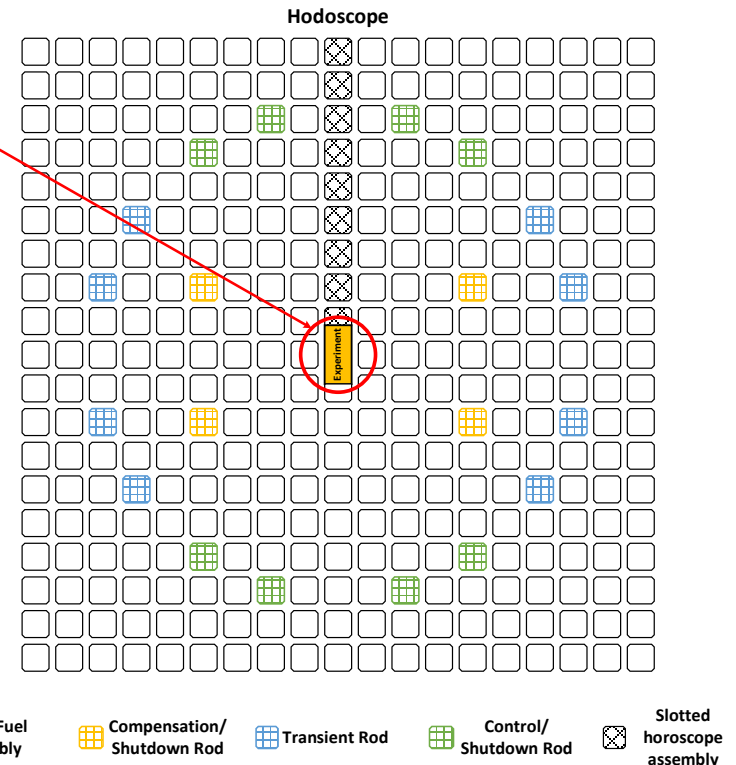 Hodoscope
Experiment
Fuel
bly
Compensation/
Shutdown Rod
Transient Rod
Control/
Shutdown Rod
Slotted
horoscope
assembly